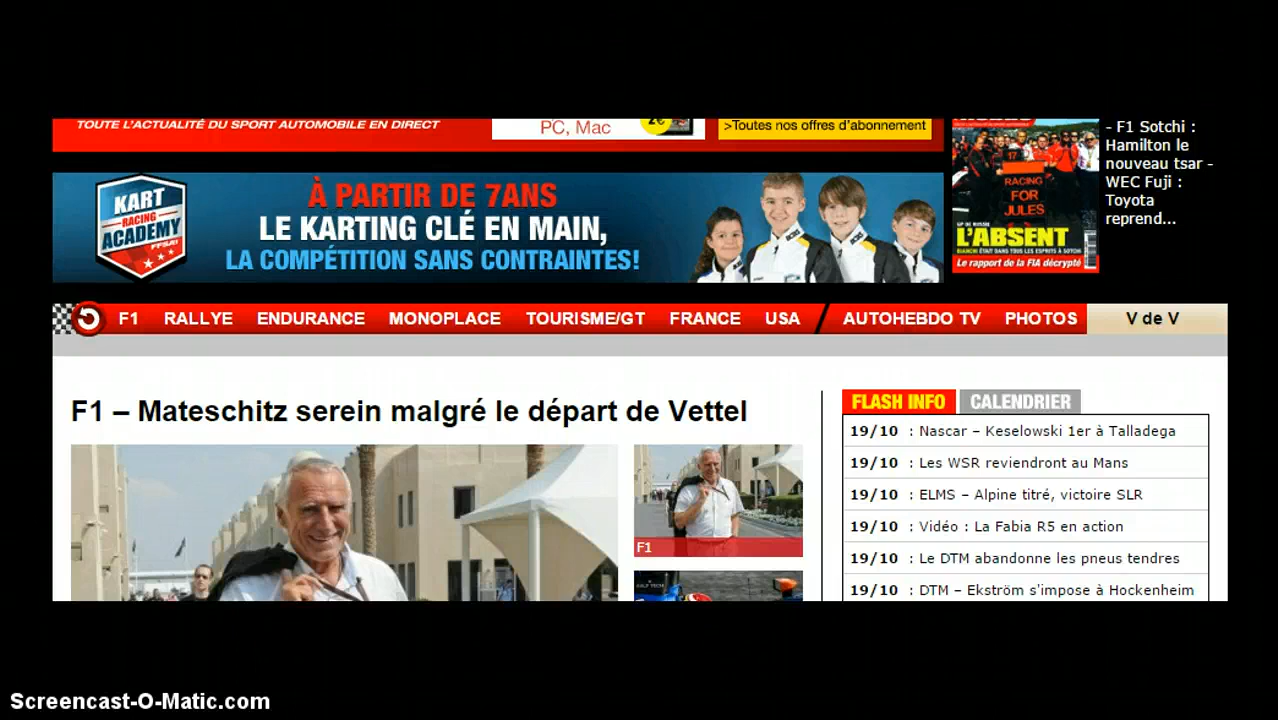 TOUTE L'ACTUALITÉ DU SPORT AUTOMOBILE EN DIRECT
PC, Mac
2€
>Toutes nos offres d'abonnement
17
RACING
FOR
JULES
L'ABSENT
Le rapport de la FIA décrypté
- F1 Sotchi :
Hamilton le
nouveau tsar -
WEC Fuji :
Toyota
reprend...
KART
RACING
ACADEMY
FFSA
À PARTIR DE 7ANS
LE KARTING CLÉ EN MAIN,
LA COMPÉTITION SANS CONTRAINTES!
F1 RALLYE ENDURANCE MONOPLACE TOURISME/GT FRANCE USA AUTOHEBDO TV PHOTOS V de V
F1 – Mateschitz serein malgré le départ de Vettel
F1
FLASH INFO CALENDRIER
19/10 : Nascar – Keselowski 1er à Talladega
19/10 : Les WSR reviendront au Mans
19/10 : ELMS – Alpine titré, victoire SLR
19/10 : Vidéo : La Fabia R5 en action
19/10 : Le DTM abandonne les pneus tendres
19/10 : DTM – Ekström s'impose à Hockenheim
Screencast-O-Matic.com